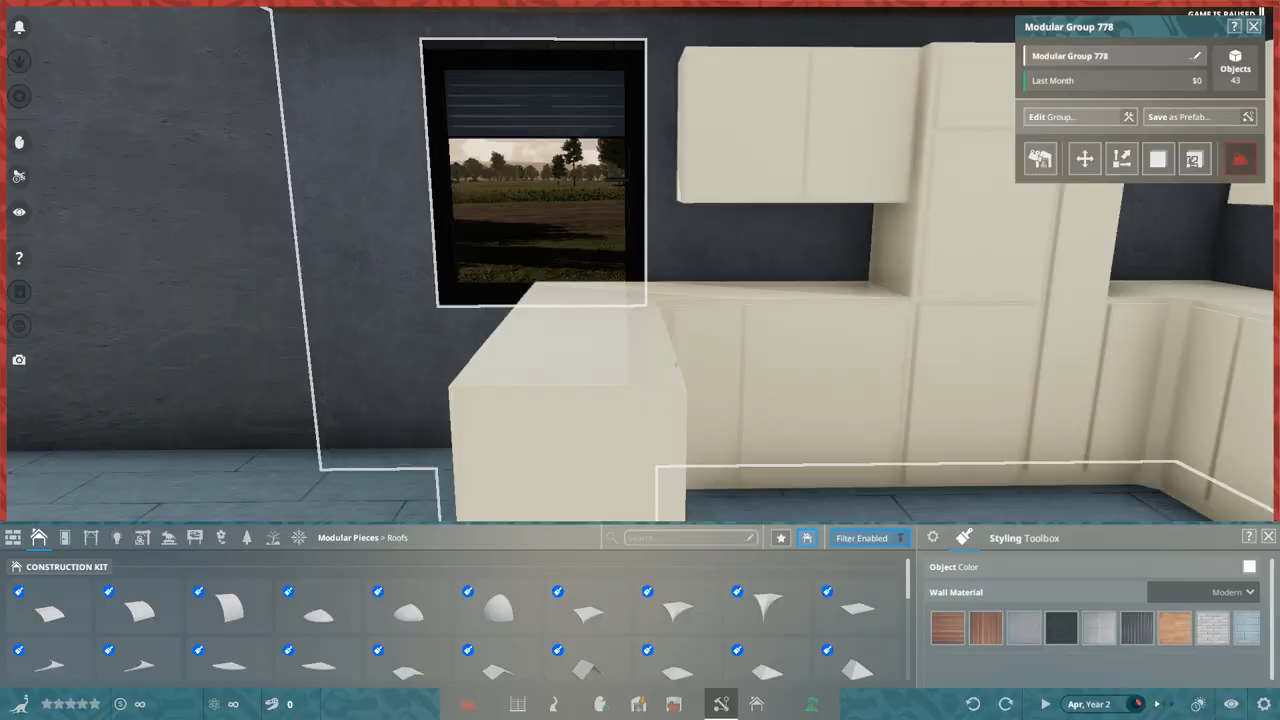 GAME IS PAUSED
Modular Group 778
?
Modular Group 778
Objects
43
Last Month $0
Edit Group...
Save as Prefab...
?
Modular Pieces > Roofs
Search...
Filter Enabled T
Styling Toolbox
?
CONSTRUCTION KIT
Object Color
Wall Material
Modern
∞
∞
0
Apr, Year 2